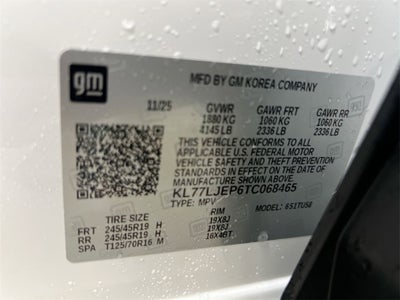 gm
MFD BY GM KOREA COMPANY
11/25 GVWR GAWR FRT GAWR RR
1880 KG 1060 KG 1060 KG
4145 LB 2336 LB 2336 LB
THIS VEHICLE CONFORMS TO ALL
APPLICABLE U.S. FEDERAL MOTOR
VEHICLE SAFETY, BUMPER, AND THEFT
PREVENTION STANDARDS IN EFFECT ON
THE DATE OF MANUFACTURE SHOWN ABOVE.
KL77LJEP6TC068465
TYPE: MPV MODEL: 6S1TU58
TIRE SIZE RIM
FRT 245/45R19 H 19X8J
RR 245/45R19 H 19X8J
SPA T125/70R16 M 16X4BT